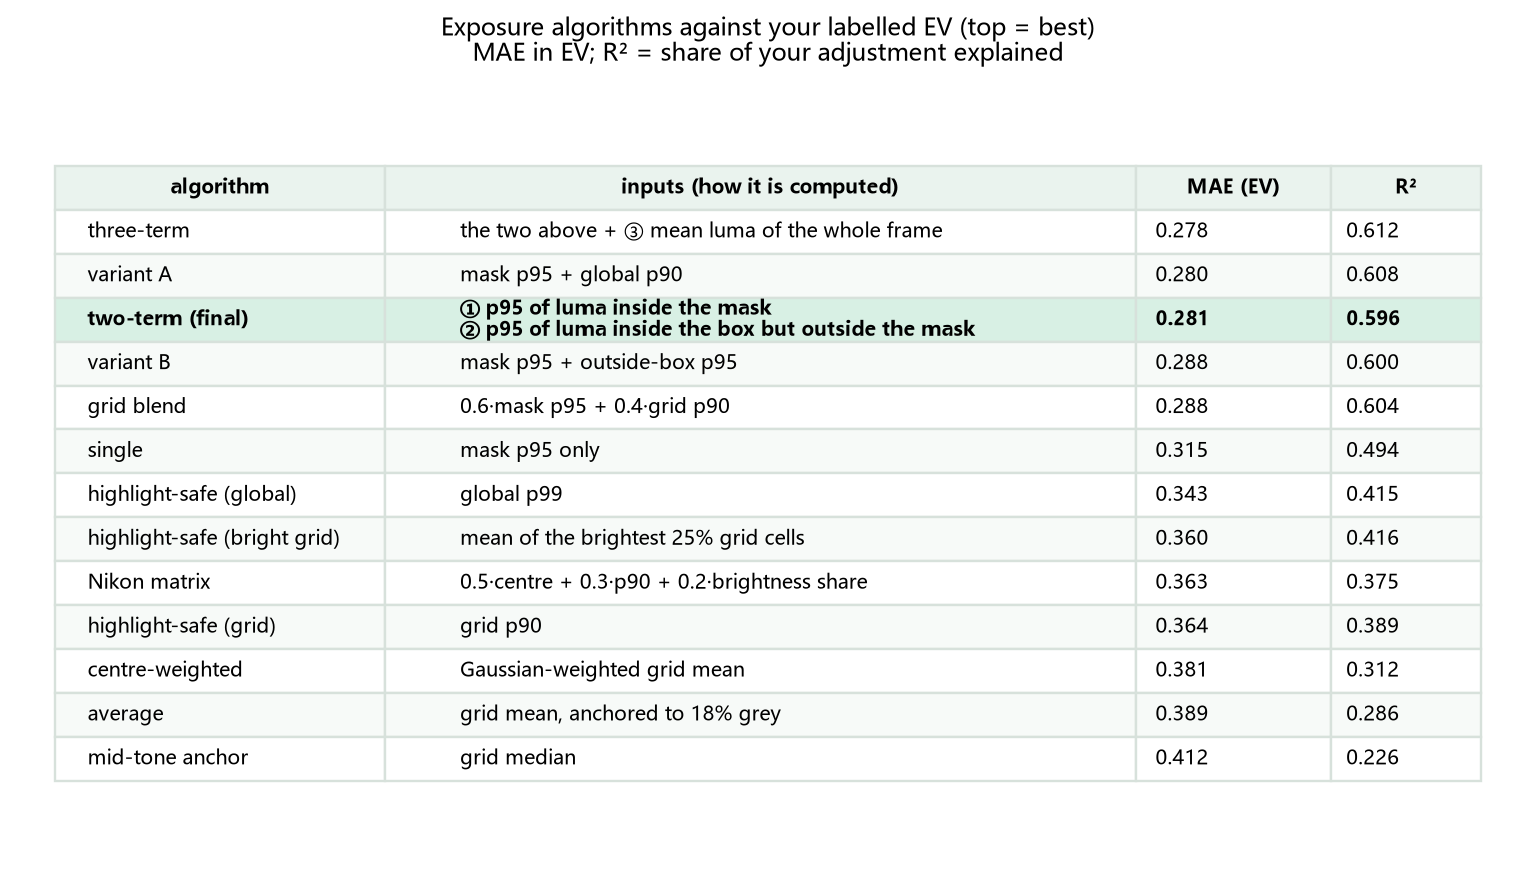 Exposure algorithms against your labelled EV (top = best)
MAE in EV; R² = share of your adjustment explained
algorithm inputs (how it is computed) MAE (EV) R²
three-term the two above + ③ mean luma of the whole frame 0.278 0.612
variant A mask p95 + global p90 0.280 0.608
two-term (final) ① p95 of luma inside the mask
② p95 of luma inside the box but outside the mask 0.281 0.596
variant B mask p95 + outside-box p95 0.288 0.600
grid blend 0.6·mask p95 + 0.4·grid p90 0.288 0.604
single mask p95 only 0.315 0.494
highlight-safe (global) global p99 0.343 0.415
highlight-safe (bright grid) mean of the brightest 25% grid cells 0.360 0.416
Nikon matrix 0.5·centre + 0.3·p90 + 0.2·brightness share 0.363 0.375
highlight-safe (grid) grid p90 0.364 0.389
centre-weighted Gaussian-weighted grid mean 0.381 0.312
average grid mean, anchored to 18% grey 0.389 0.286
mid-tone anchor grid median 0.412 0.226